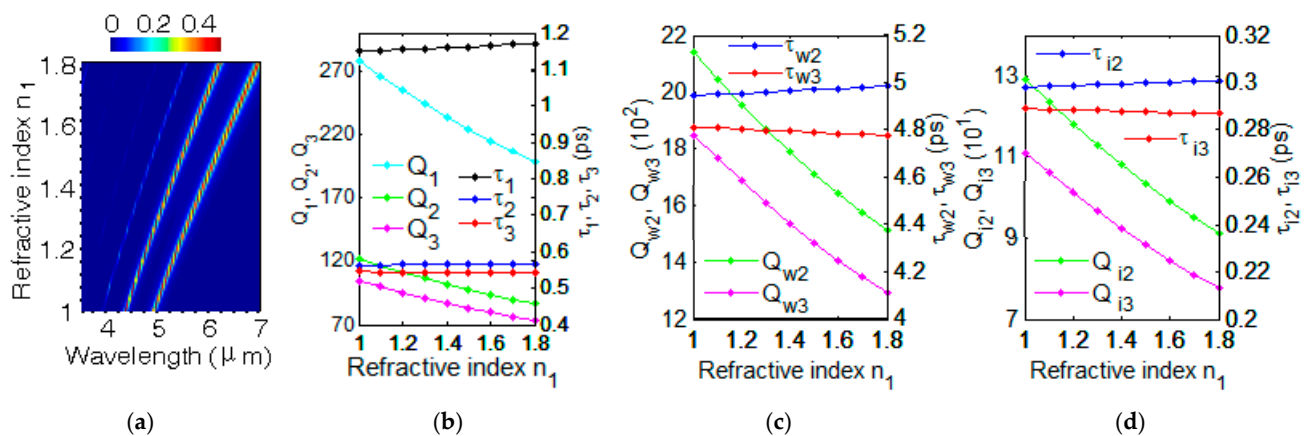 0 0.2 0.4
1.8
1.6
1.4
1.2
1
Refractive index n1
4 5 6 7
Wavelength (μm)
(a)
270
220
170
120
70
Q1, Q2, Q3
1.2
1.1
1
0.9
0.8
0.7
0.6
0.5
0.4
τ1, τ2, τ3 (ps)
Q1 τ1
Q2 τ2
Q3 τ3
1 1.2 1.4 1.6 1.8
Refractive index n1
(b)
22
20
18
16
14
12
Qw2, Qw3 (10²)
5.2
5
4.8
4.6
4.4
4.2
4
τw2, τw3 (ps)
τw2
τw3
Qw2
Qw3
1 1.2 1.4 1.6 1.8
Refractive index n1
(c)
13
11
9
7
Qi2, Qi3 (10¹)
0.32
0.3
0.28
0.26
0.24
0.22
0.2
τi2, τi3 (ps)
τi2
τi3
Qi2
Qi3
1 1.2 1.4 1.6 1.8
Refractive index n1
(d)